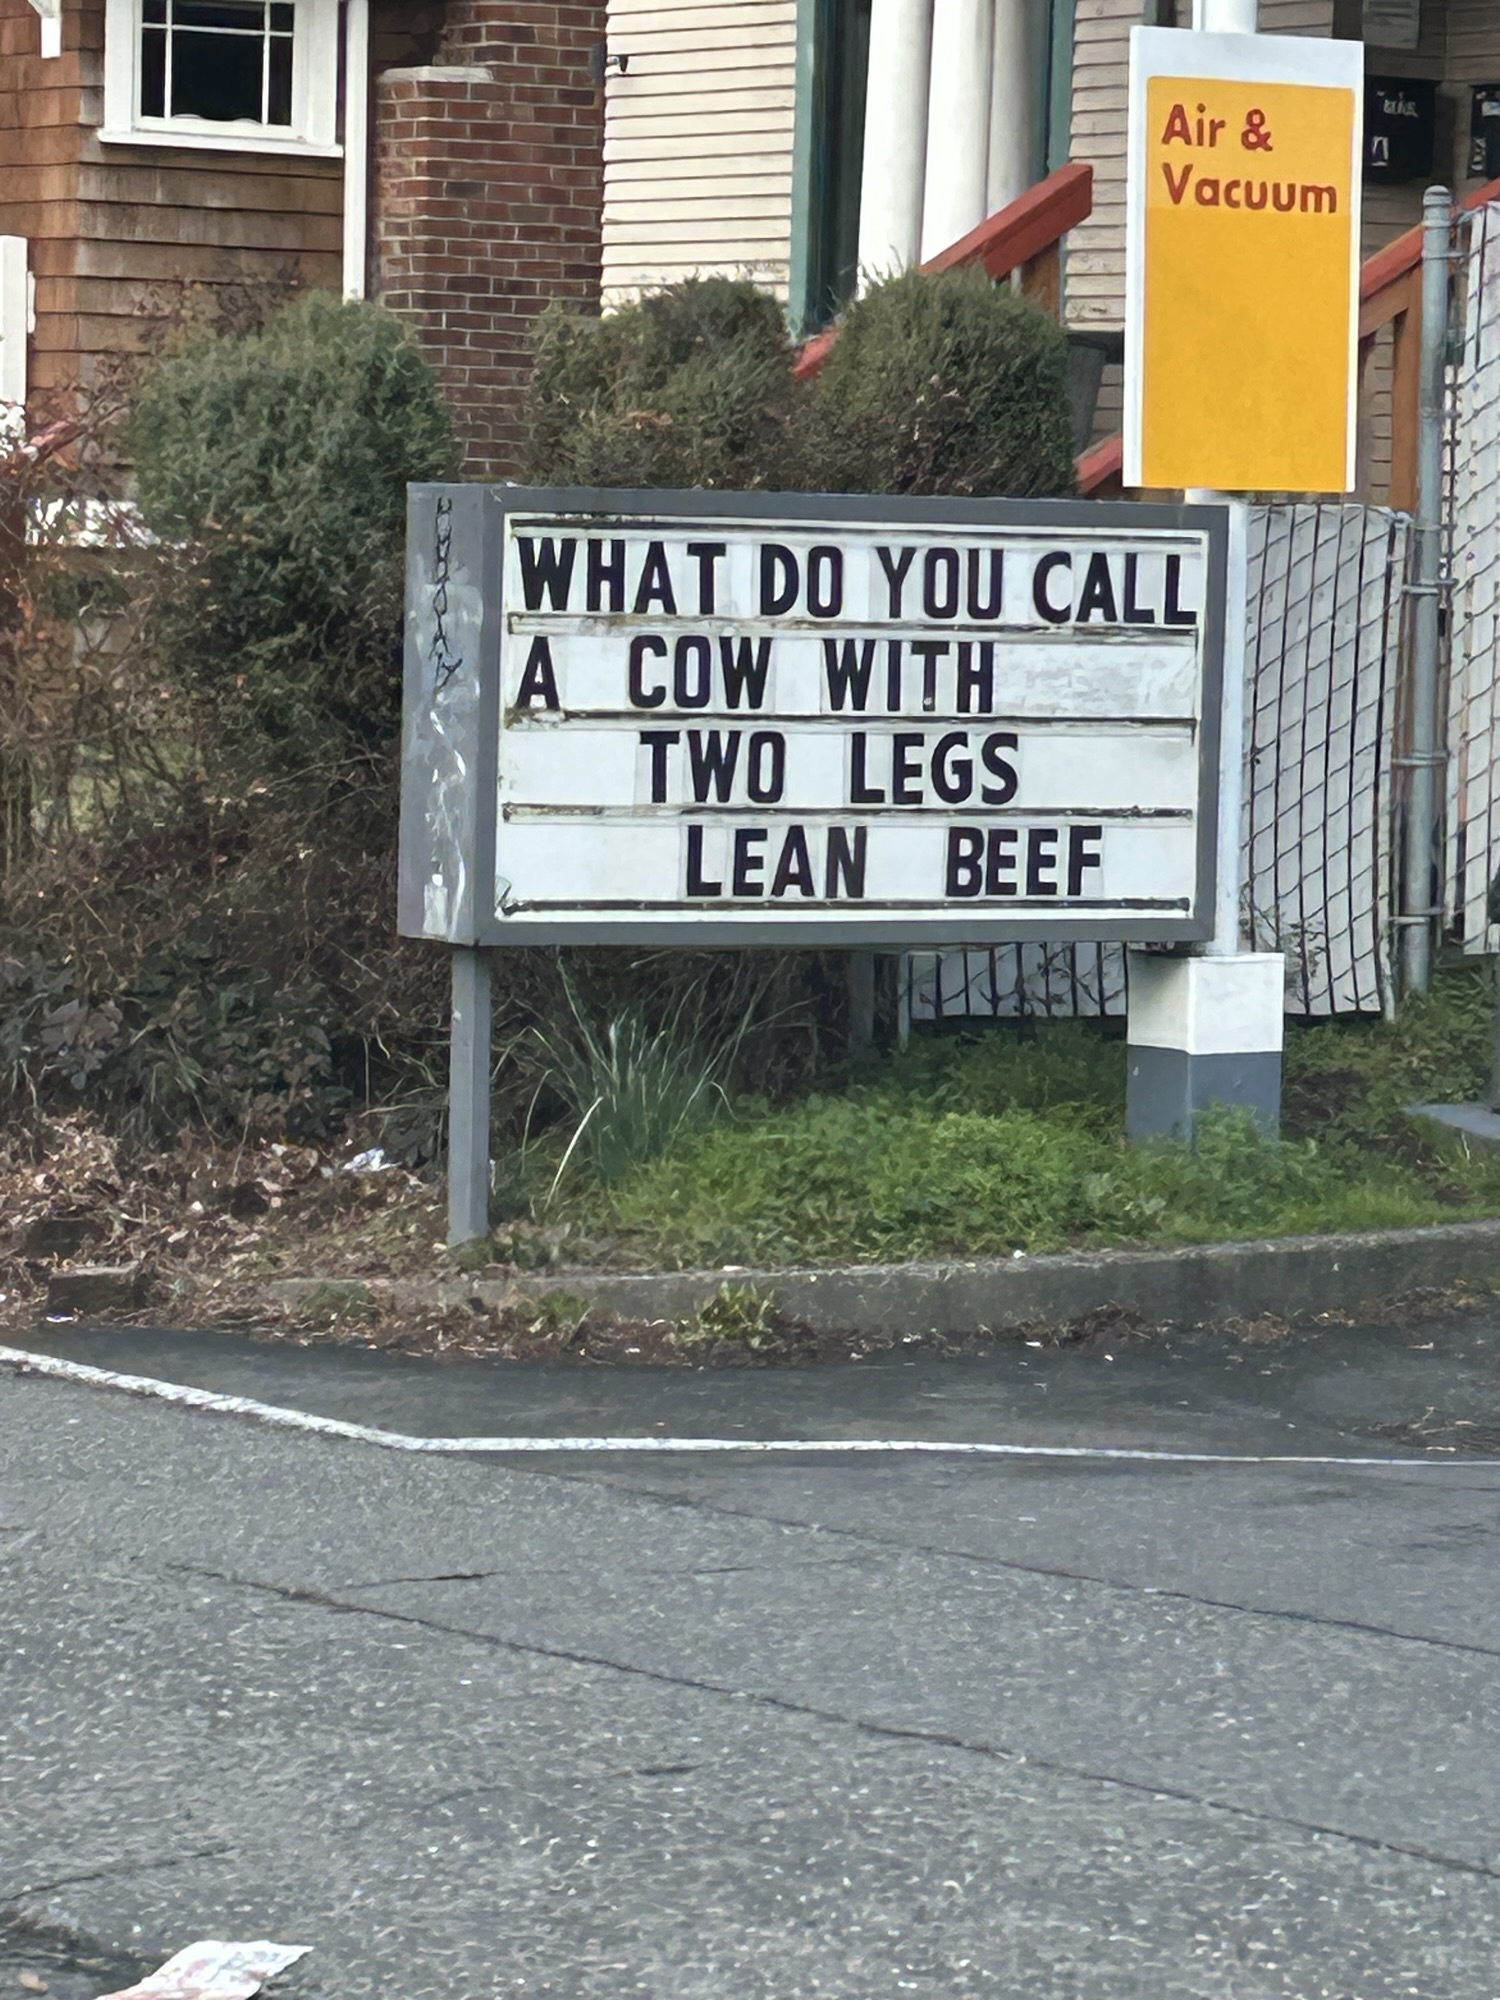 Air &
Vacuum
WHAT DO YOU CALL
A COW WITH
TWO LEGS
LEAN BEEF